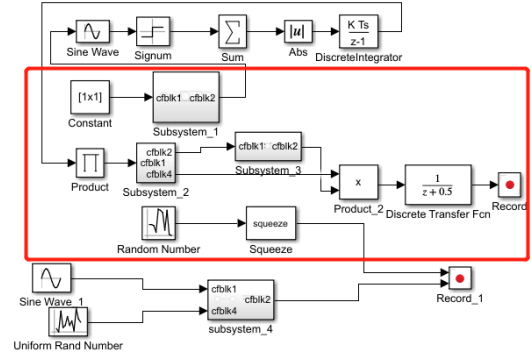 |u|
K Ts
z-1
Sine Wave
Signum
Sum
Abs
DiscreteIntegrator
[1x1]
cfblk1 cfblk2
Constant
Subsystem_1
cfblk2
cfblk1
cfblk4
cfblk1 cfblk2
Product
Subsystem_2
Subsystem_3
x
1
z + 0.5
Product_2
Discrete Transfer Fcn
Record
squeeze
Random Number
Squeeze
Sine Wave_1
cfblk1
cfblk2
cfblk4
Record_1
Uniform Rand Number
subsystem_4